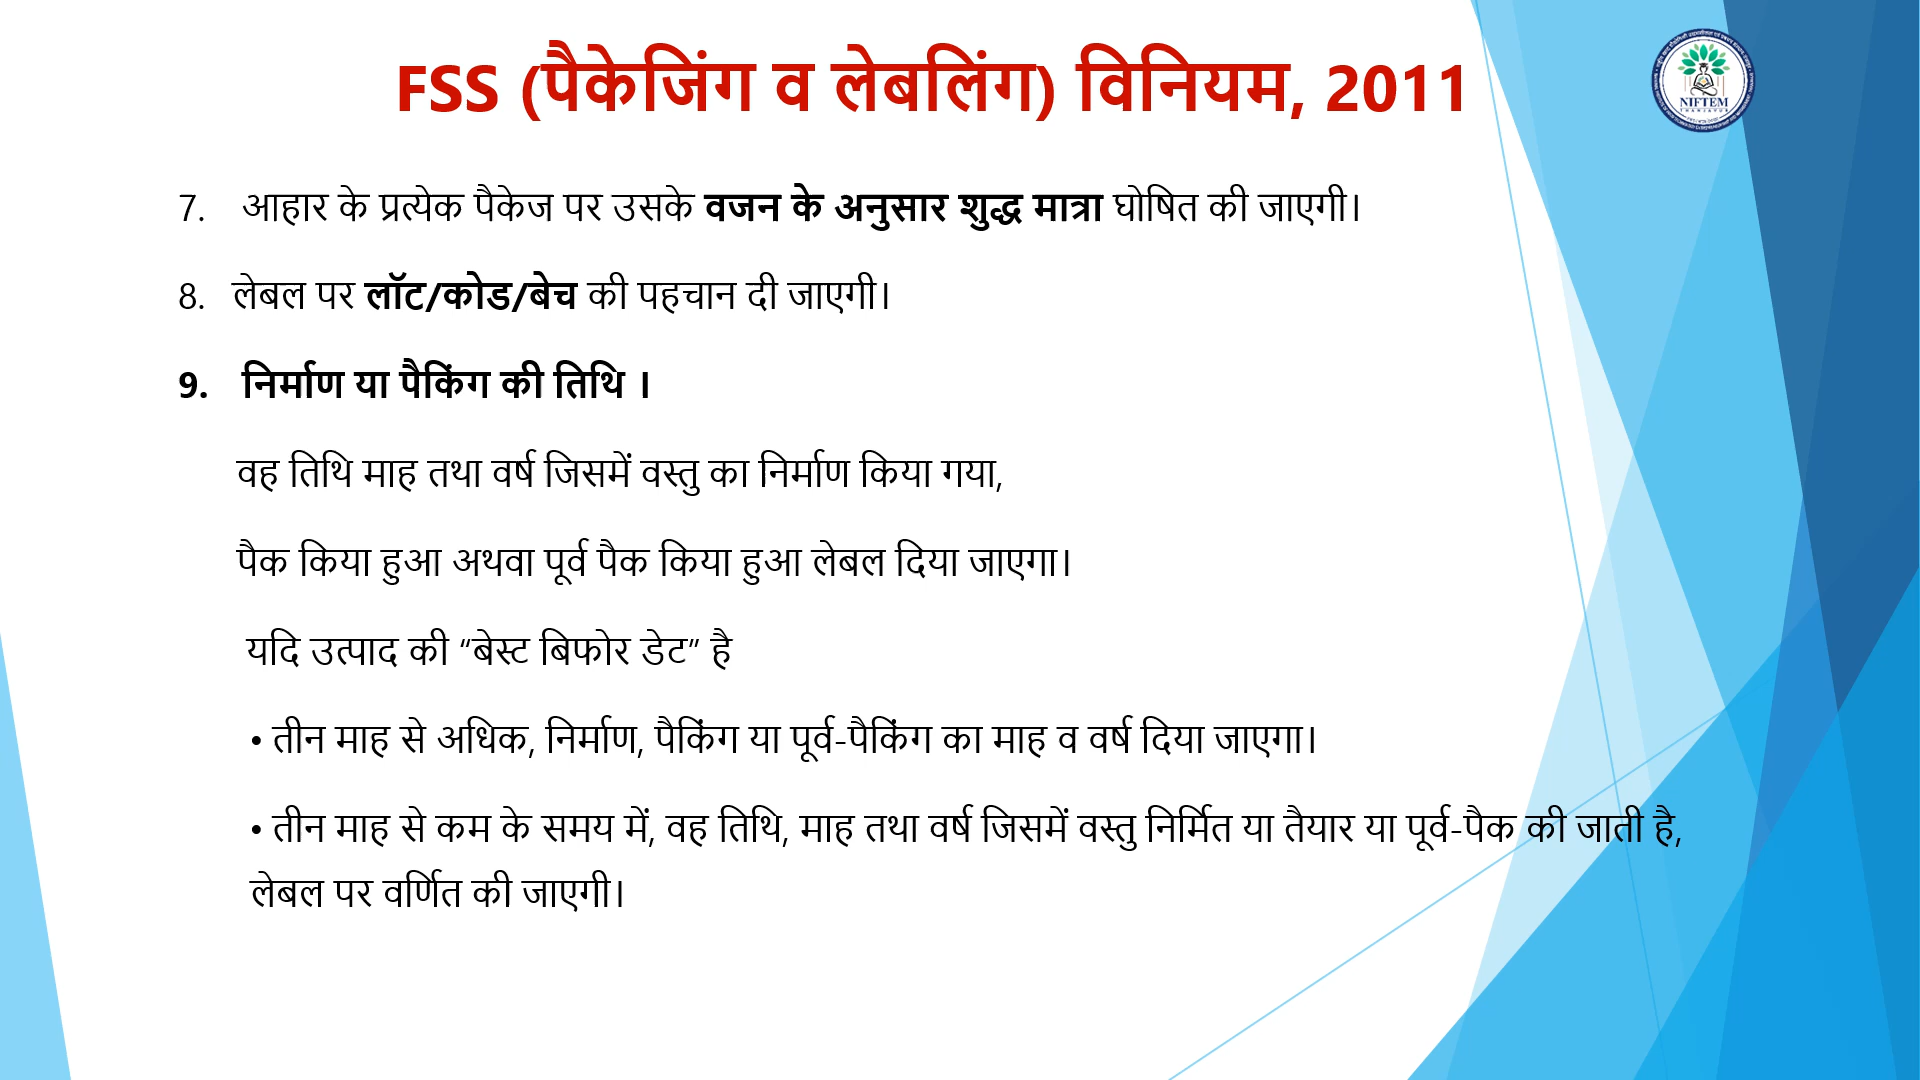 FSS (पैकेजिंग व लेबलिंग) विनियम, 2011
NIFTEM
7. आहार के प्रत्येक पैकेज पर उसके वजन के अनुसार शुद्ध मात्रा घोषित की जाएगी।
8. लेबल पर लॉट/कोड/बेच की पहचान दी जाएगी।
9. निर्माण या पैकिंग की तिथि ।
वह तिथि माह तथा वर्ष जिसमें वस्तु का निर्माण किया गया,
पैक किया हुआ अथवा पूर्व पैक किया हुआ लेबल दिया जाएगा।
यदि उत्पाद की “बेस्ट बिफोर डेट” है
• तीन माह से अधिक, निर्माण, पैकिंग या पूर्व-पैकिंग का माह व वर्ष दिया जाएगा।
• तीन माह से कम के समय में, वह तिथि, माह तथा वर्ष जिसमें वस्तु निर्मित या तैयार या पूर्व-पैक की जाती है,
लेबल पर वर्णित की जाएगी।